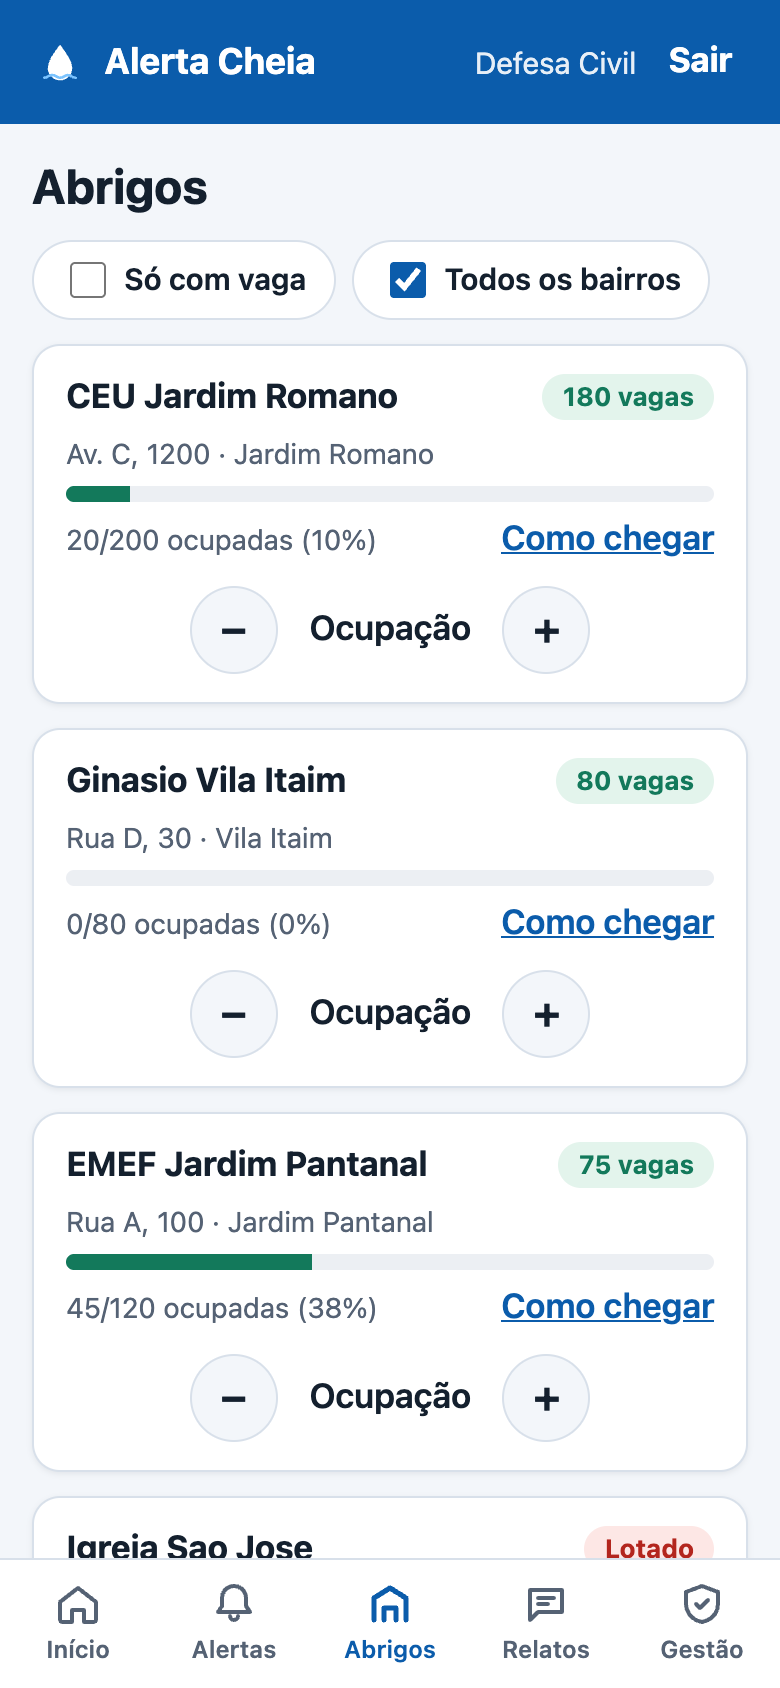 Alerta Cheia
Defesa Civil
Sair
Abrigos
Só com vaga
Todos os bairros
CEU Jardim Romano
180 vagas
Av. C, 1200 · Jardim Romano
20/200 ocupadas (10%)
Como chegar
− Ocupação +
Ginasio Vila Itaim
80 vagas
Rua D, 30 · Vila Itaim
0/80 ocupadas (0%)
Como chegar
− Ocupação +
EMEF Jardim Pantanal
75 vagas
Rua A, 100 · Jardim Pantanal
45/120 ocupadas (38%)
Como chegar
− Ocupação +
Igreja Sao Jose
Lotado
Início
Alertas
Abrigos
Relatos
Gestão